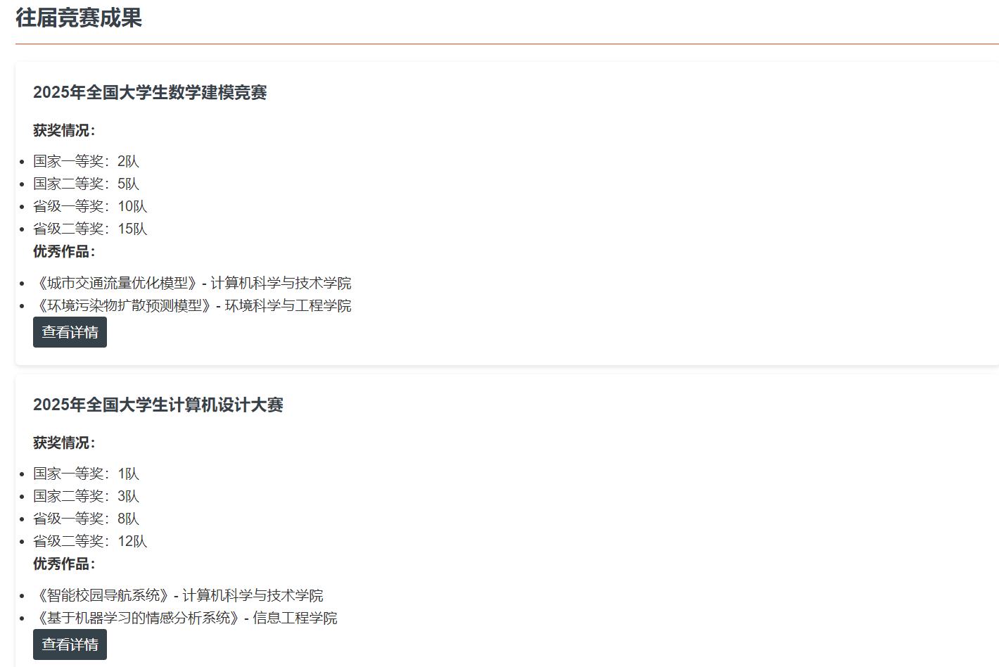 往届竞赛成果
2025年全国大学生数学建模竞赛
获奖情况：
国家一等奖：2队
国家二等奖：5队
省级一等奖：10队
省级二等奖：15队
优秀作品：
《城市交通流量优化模型》- 计算机科学与技术学院
《环境污染物扩散预测模型》- 环境科学与工程学院
查看详情
2025年全国大学生计算机设计大赛
获奖情况：
国家一等奖：1队
国家二等奖：3队
省级一等奖：8队
省级二等奖：12队
优秀作品：
《智能校园导航系统》- 计算机科学与技术学院
《基于机器学习的情感分析系统》- 信息工程学院
查看详情